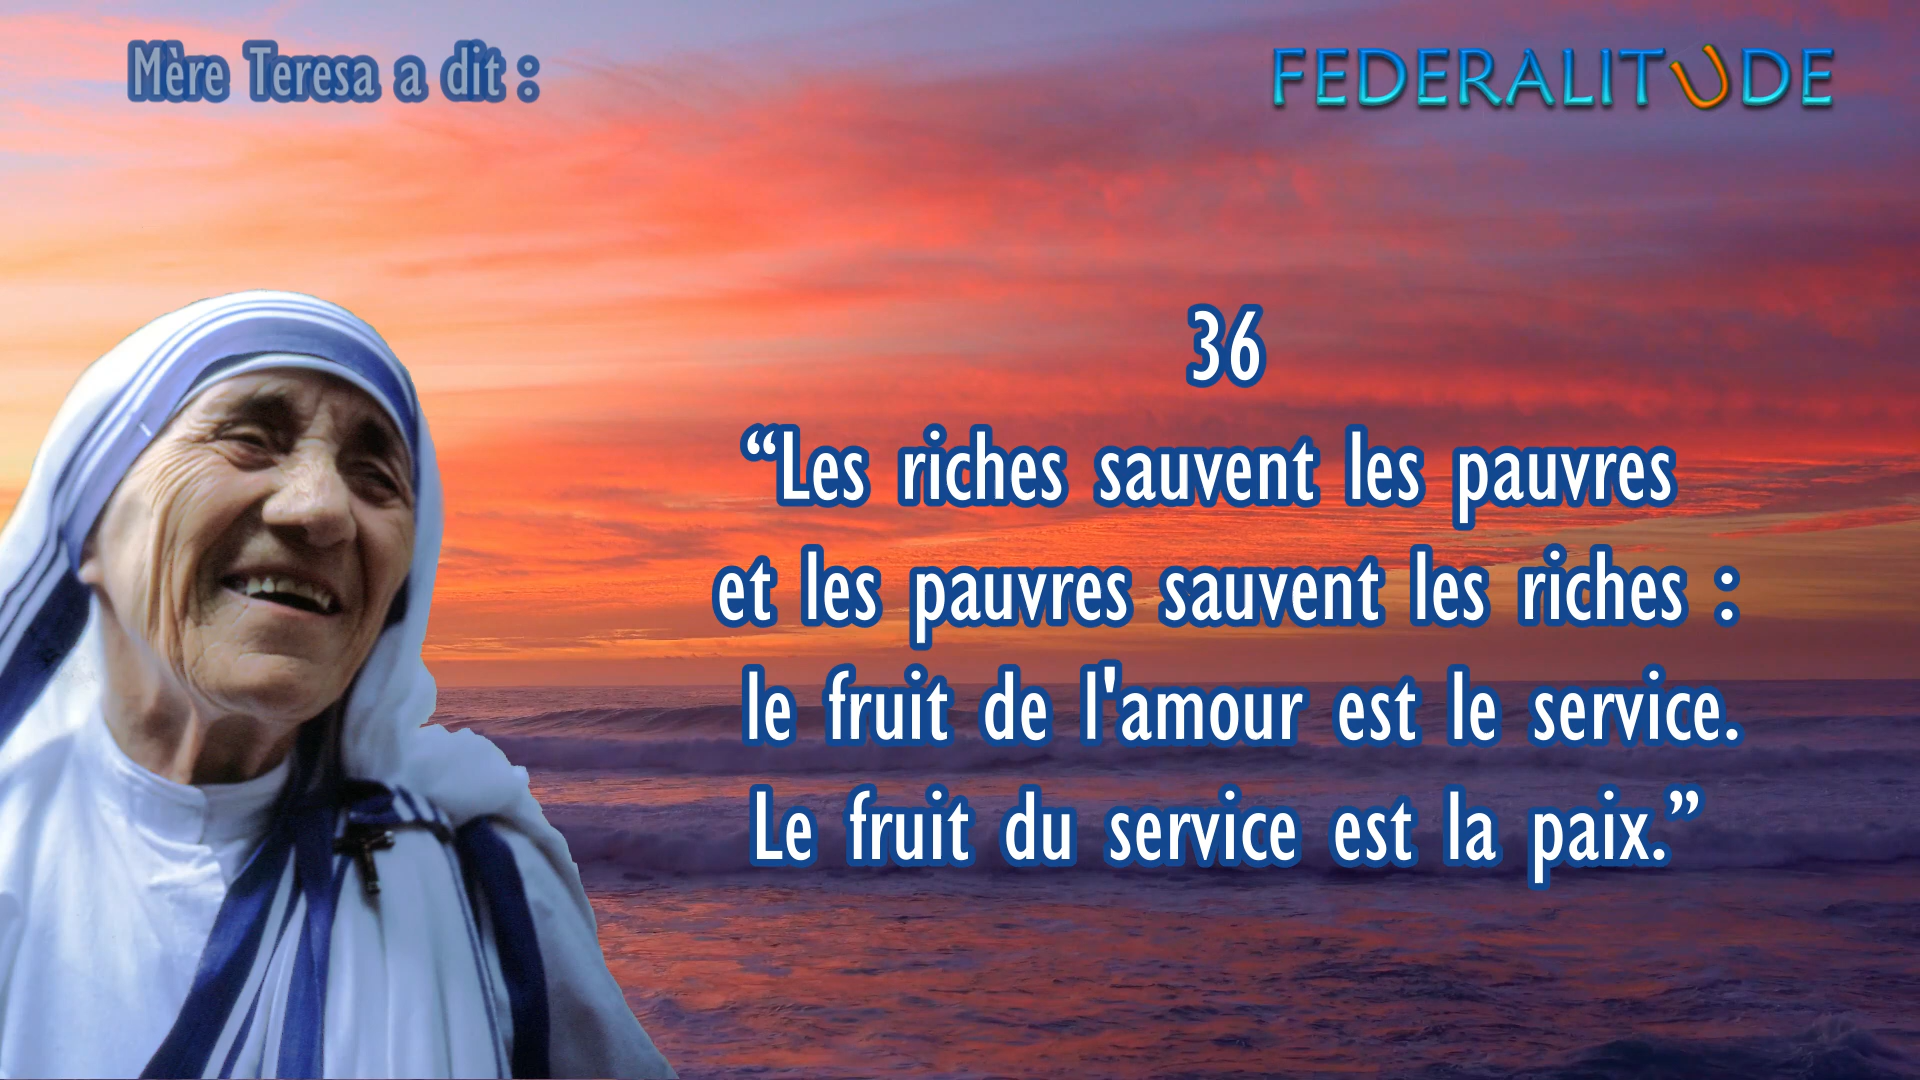 Mère Teresa a dit :
FEDERALITUDE
36
“Les riches sauvent les pauvres
et les pauvres sauvent les riches :
le fruit de l'amour est le service.
Le fruit du service est la paix.”